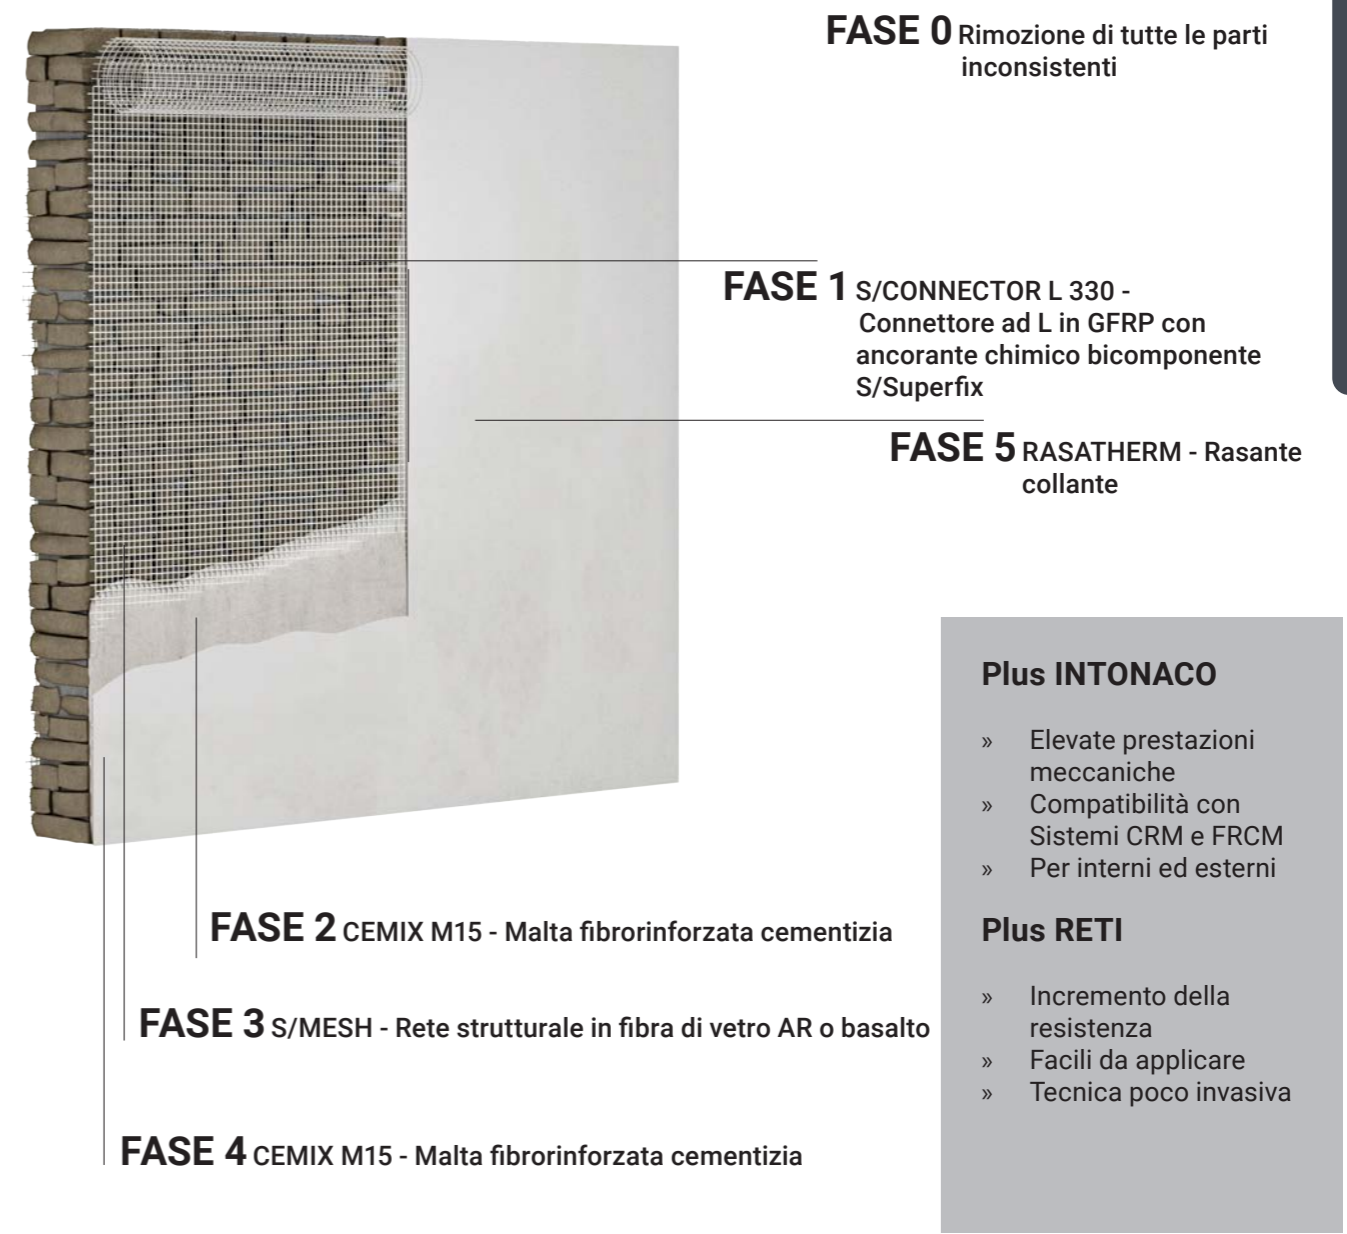 FASE 0 Rimozione di tutte le parti
inconsistenti
FASE 1 S/CONNECTOR L 330 -
Connettore ad L in GFRP con
ancorante chimico bicomponente
S/Superfix
FASE 5 RASATHERM - Rasante
collante
FASE 2 CEMIX M15 - Malta fibrorinforzata cementizia
FASE 3 S/MESH - Rete strutturale in fibra di vetro AR o basalto
FASE 4 CEMIX M15 - Malta fibrorinforzata cementizia
Plus INTONACO
» Elevate prestazioni
meccaniche
» Compatibilità con
Sistemi CRM e FRCM
» Per interni ed esterni
Plus RETI
» Incremento della
resistenza
» Facili da applicare
» Tecnica poco invasiva